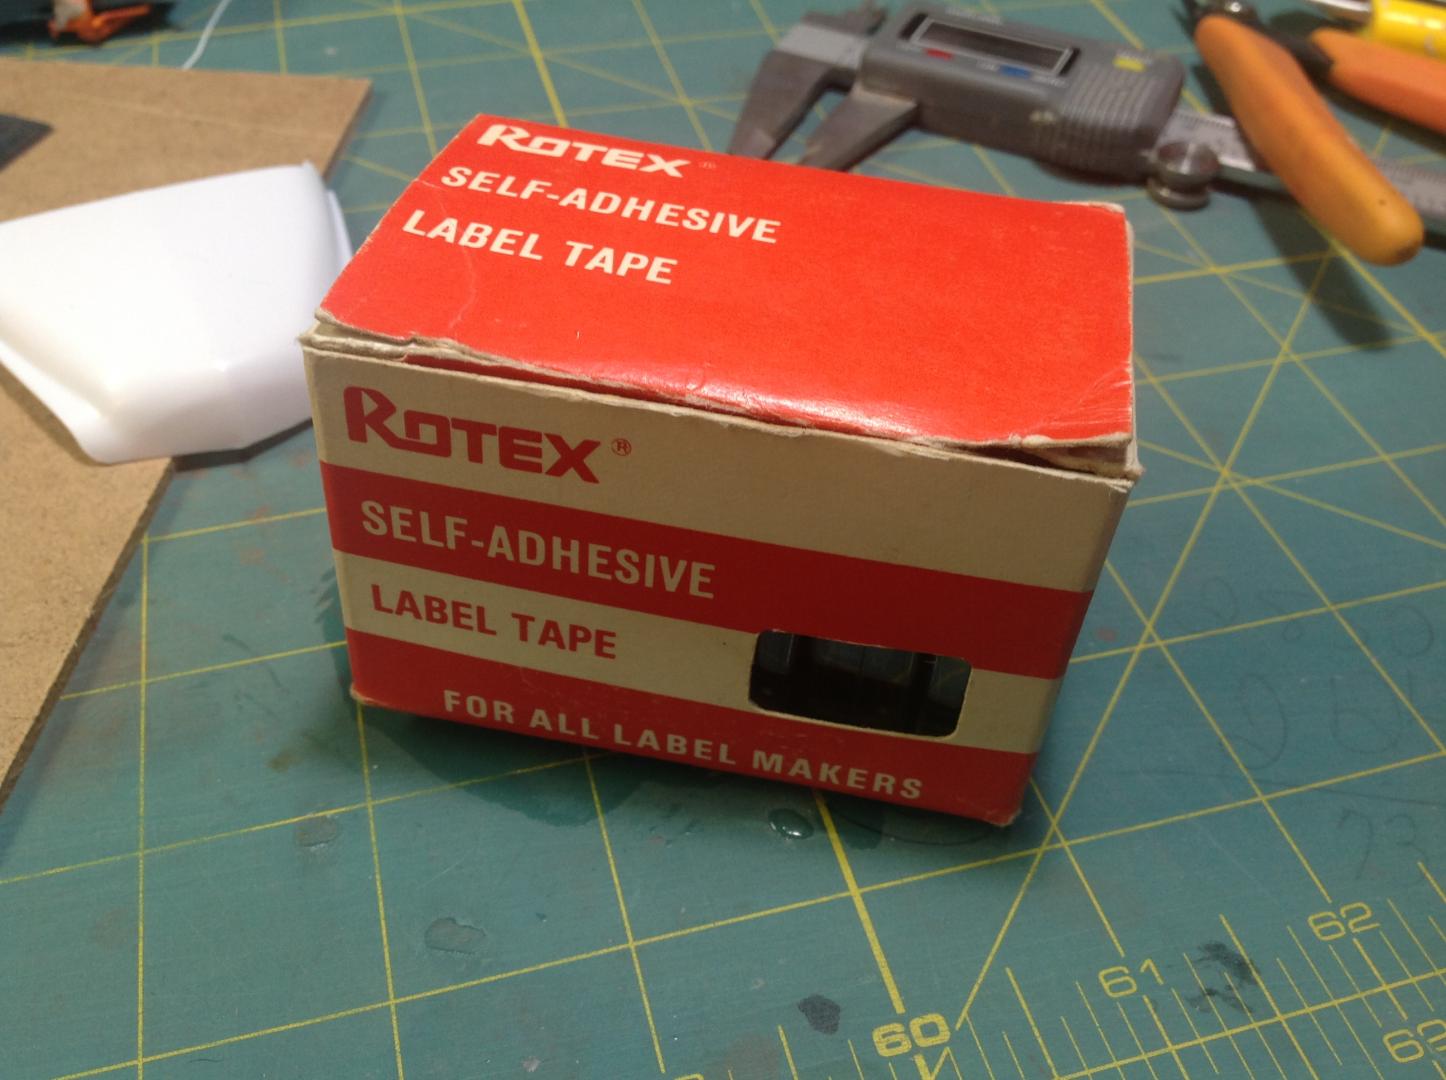 ROTEX ®
SELF-ADHESIVE
LABEL TAPE
ROTEX ®
SELF-ADHESIVE
LABEL TAPE
FOR ALL LABEL MAKERS
62
61
60